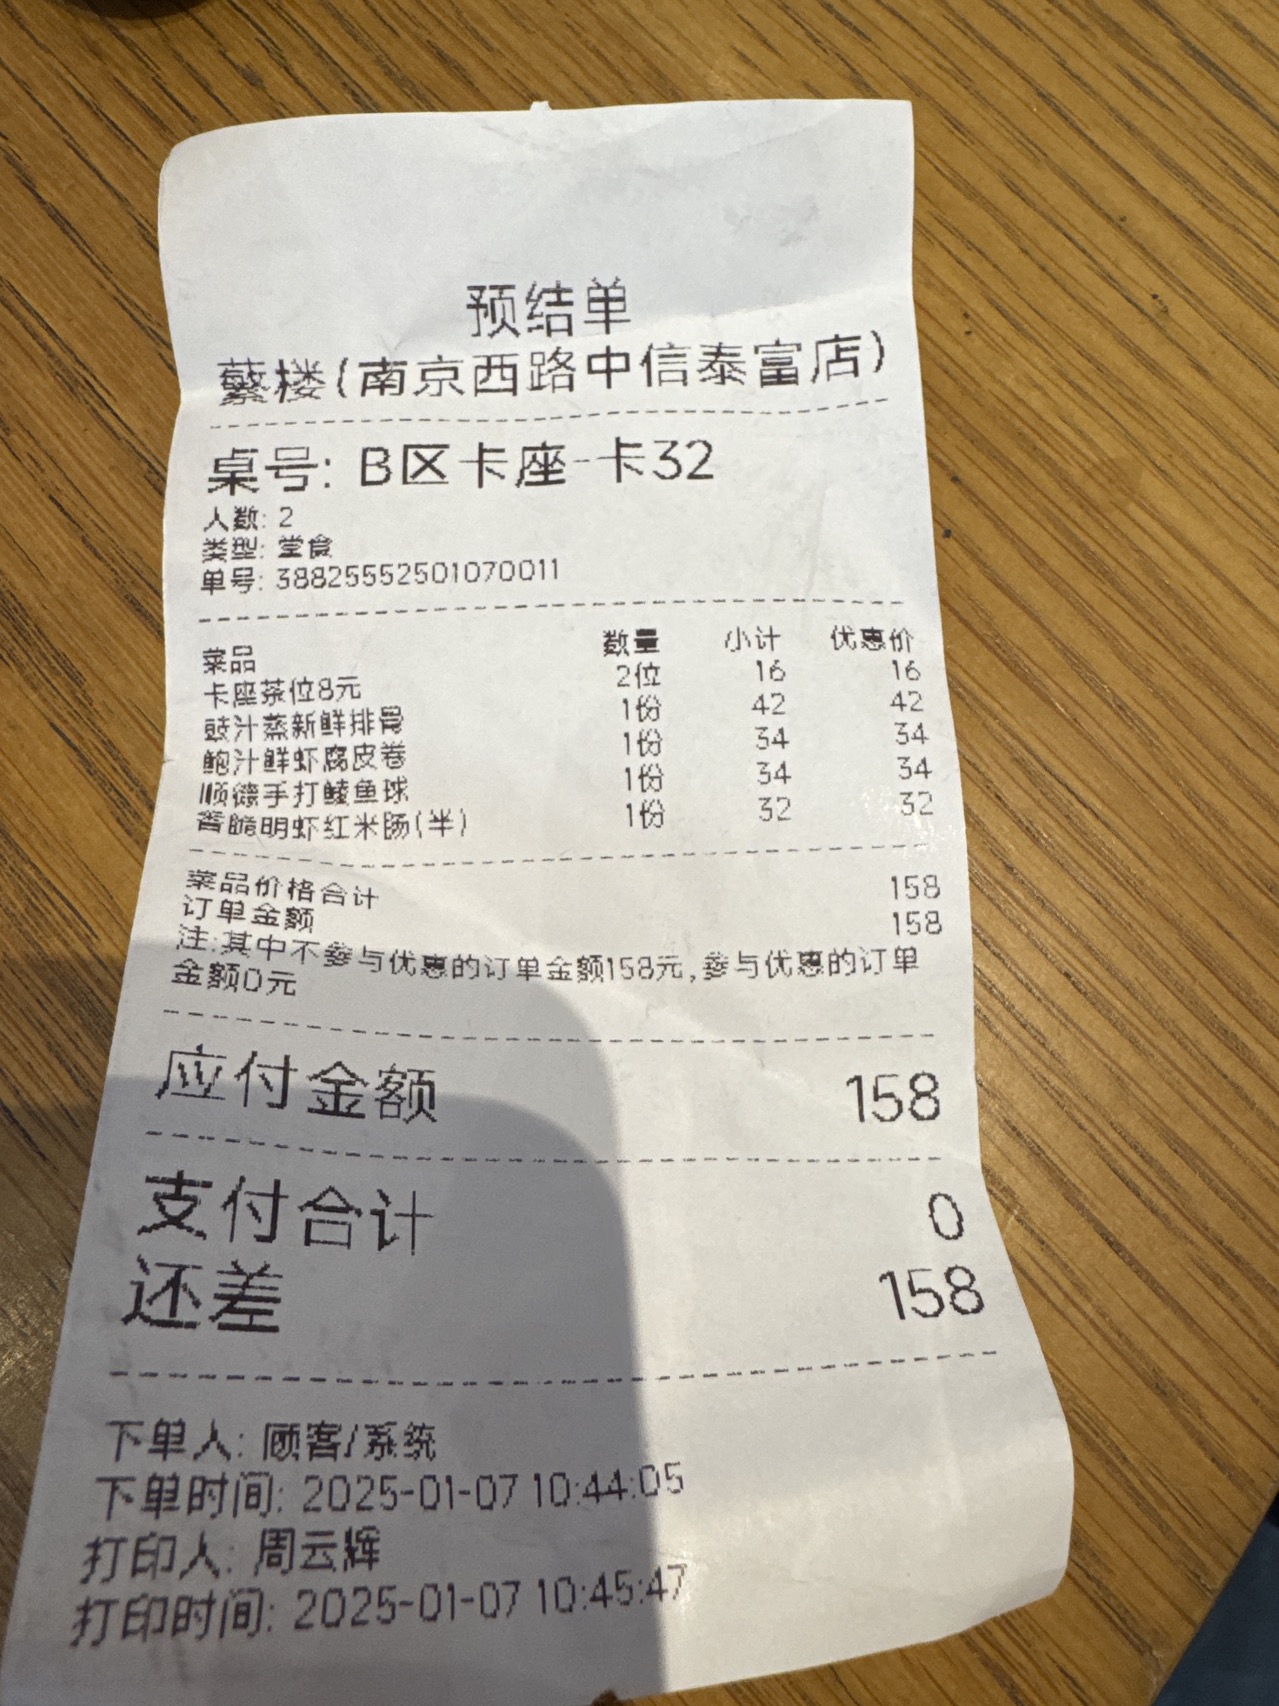 预结单
蘩楼(南京西路中信泰富店)
桌号: B区卡座-卡32
人数: 2
类型: 堂食
单号: 38825552501070011
菜品 数量 小计 优惠价
卡座茶位8元 2位 16 16
豉汁蒸新鲜排骨 1份 42 42
鲍汁鲜虾腐皮卷 1份 34 34
顺德手打鲮鱼球 1份 34 34
香脆明虾红米肠(半) 1份 32 32
菜品价格合计 158
订单金额 158
注:其中不参与优惠的订单金额158元,参与优惠的订单
金额0元
应付金额 158
支付合计 0
还差 158
下单人: 顾客/系统
下单时间: 2025-01-07 10:44:05
打印人: 周云辉
打印时间: 2025-01-07 10:45:47